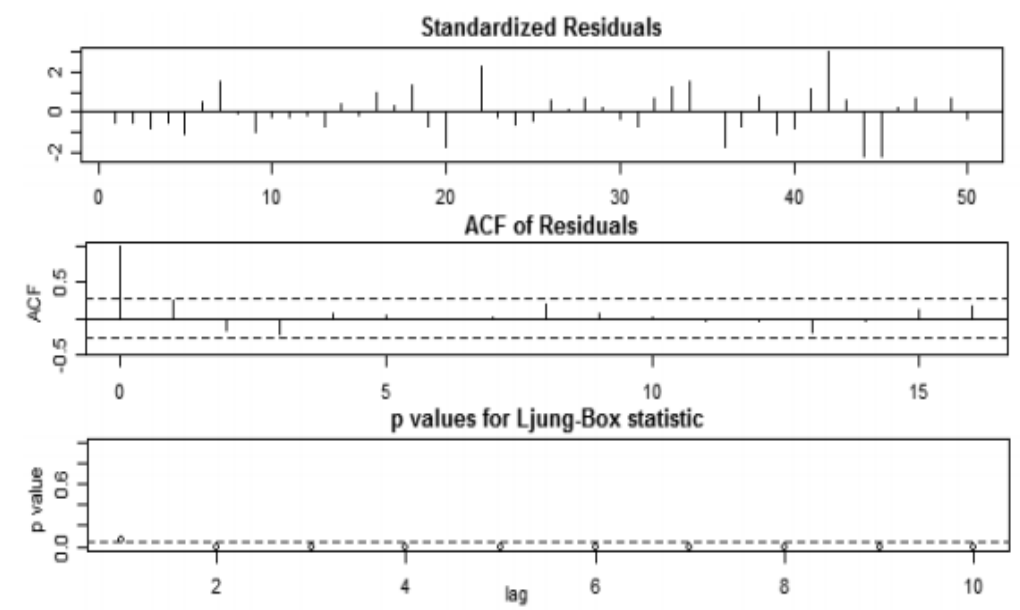 Standardized Residuals
2
0
-2
0 10 20 30 40 50
ACF of Residuals
ACF
0.5
-0.5
0 5 10 15
p values for Ljung-Box statistic
p value
0.6
0.0
2 4 6 8 10
lag